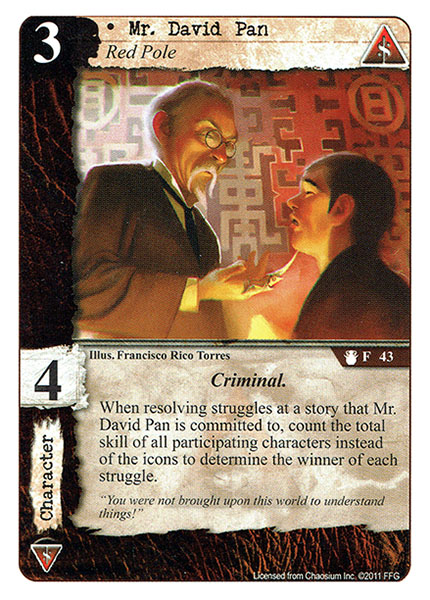 3
• Mr. David Pan
Red Pole
Illus. Francisco Rico Torres
F 43
4
Criminal.
When resolving struggles at a story that Mr.
David Pan is committed to, count the total
skill of all participating characters instead
of the icons to determine the winner of each
struggle.
"You were not brought upon this world to understand
things!"
Character
Licensed from Chaosium Inc. ©2011 FFG